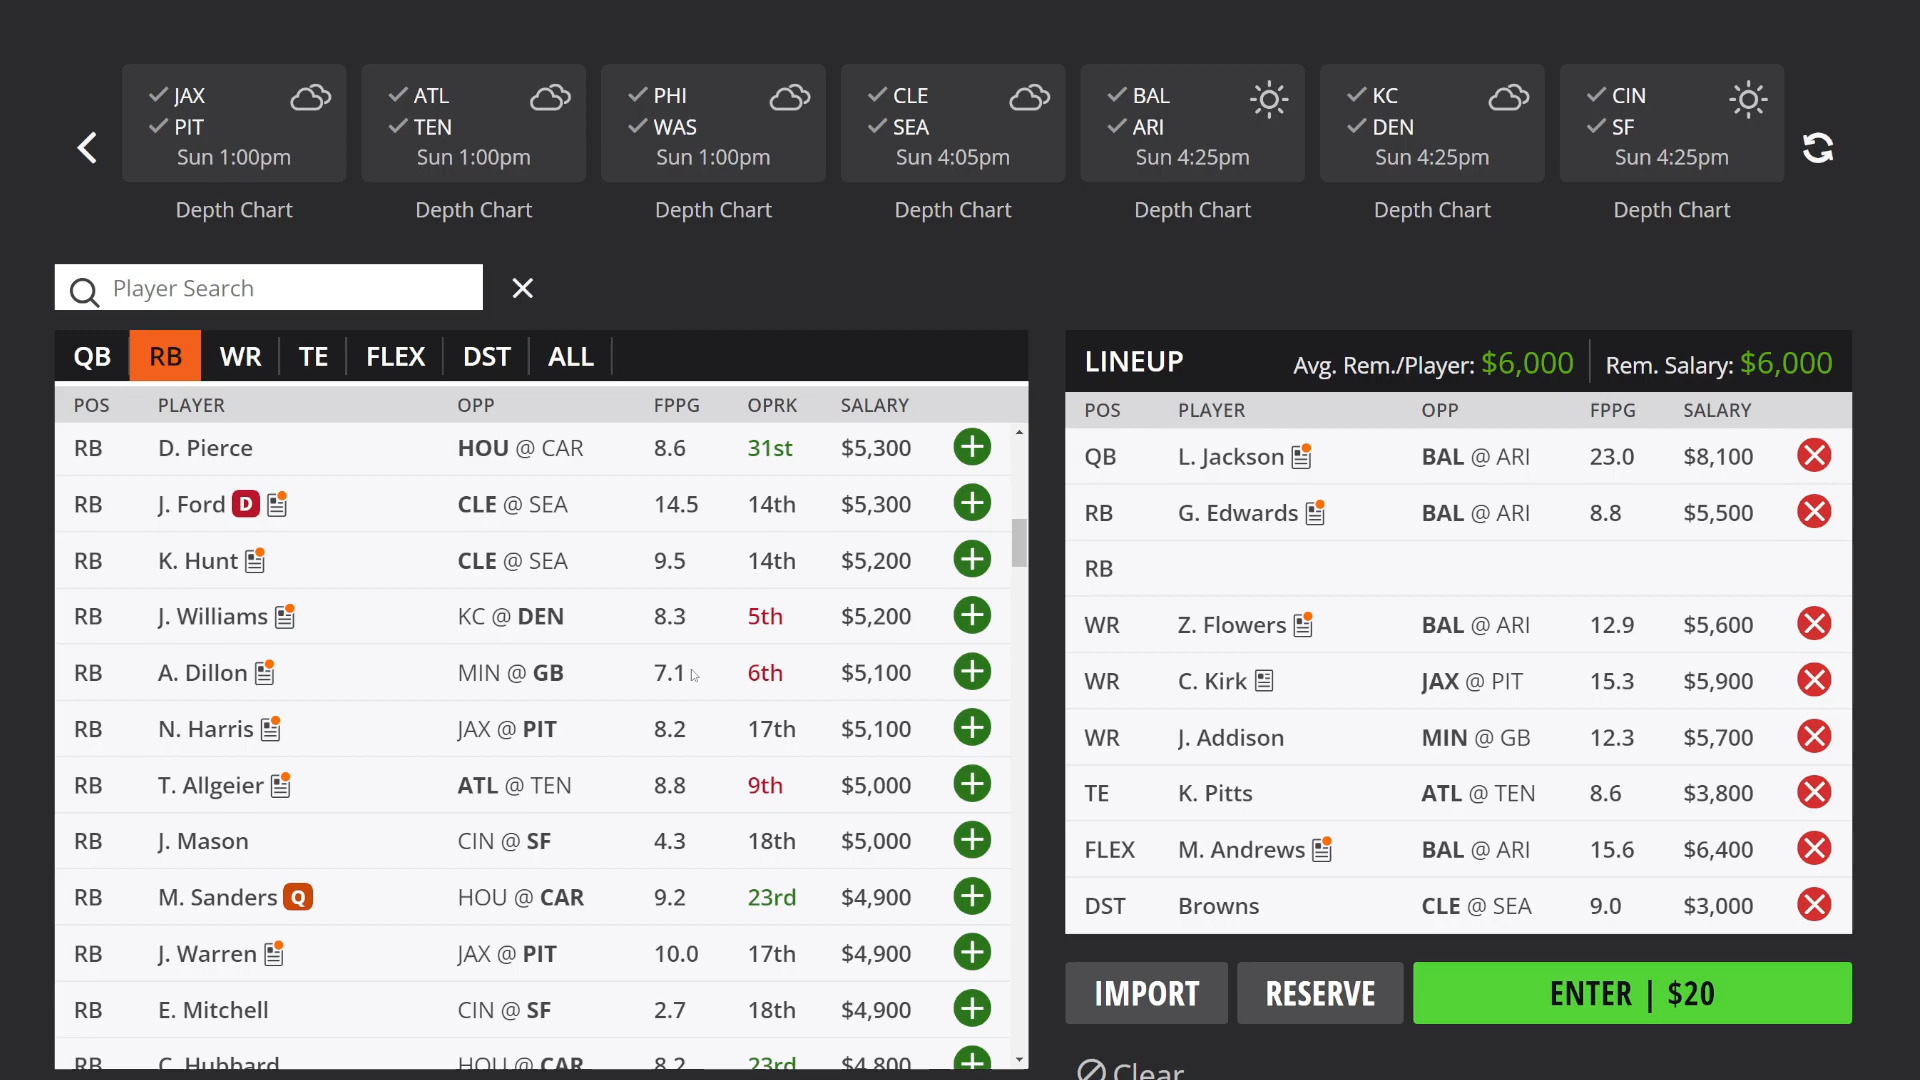 JAX
PIT
Sun 1:00pm
Depth Chart
ATL
TEN
Sun 1:00pm
Depth Chart
PHI
WAS
Sun 1:00pm
Depth Chart
CLE
SEA
Sun 4:05pm
Depth Chart
BAL
ARI
Sun 4:25pm
Depth Chart
KC
DEN
Sun 4:25pm
Depth Chart
CIN
SF
Sun 4:25pm
Depth Chart
Player Search
QB RB WR TE FLEX DST ALL
POS PLAYER OPP FPPG OPRK SALARY
RB D. Pierce HOU @ CAR 8.6 31st $5,300
RB J. Ford D CLE @ SEA 14.5 14th $5,300
RB K. Hunt CLE @ SEA 9.5 14th $5,200
RB J. Williams KC @ DEN 8.3 5th $5,200
RB A. Dillon MIN @ GB 7.1 6th $5,100
RB N. Harris JAX @ PIT 8.2 17th $5,100
RB T. Allgeier ATL @ TEN 8.8 9th $5,000
RB J. Mason CIN @ SF 4.3 18th $5,000
RB M. Sanders Q HOU @ CAR 9.2 23rd $4,900
RB J. Warren JAX @ PIT 10.0 17th $4,900
RB E. Mitchell CIN @ SF 2.7 18th $4,900
RB C. Hubbard HOU @ CAR 8.2 23rd $4,800
LINEUP Avg. Rem./Player: $6,000 Rem. Salary: $6,000
POS PLAYER OPP FPPG SALARY
QB L. Jackson BAL @ ARI 23.0 $8,100
RB G. Edwards BAL @ ARI 8.8 $5,500
RB
WR Z. Flowers BAL @ ARI 12.9 $5,600
WR C. Kirk JAX @ PIT 15.3 $5,900
WR J. Addison MIN @ GB 12.3 $5,700
TE K. Pitts ATL @ TEN 8.6 $3,800
FLEX M. Andrews BAL @ ARI 15.6 $6,400
DST Browns CLE @ SEA 9.0 $3,000
IMPORT RESERVE ENTER | $20
Clear